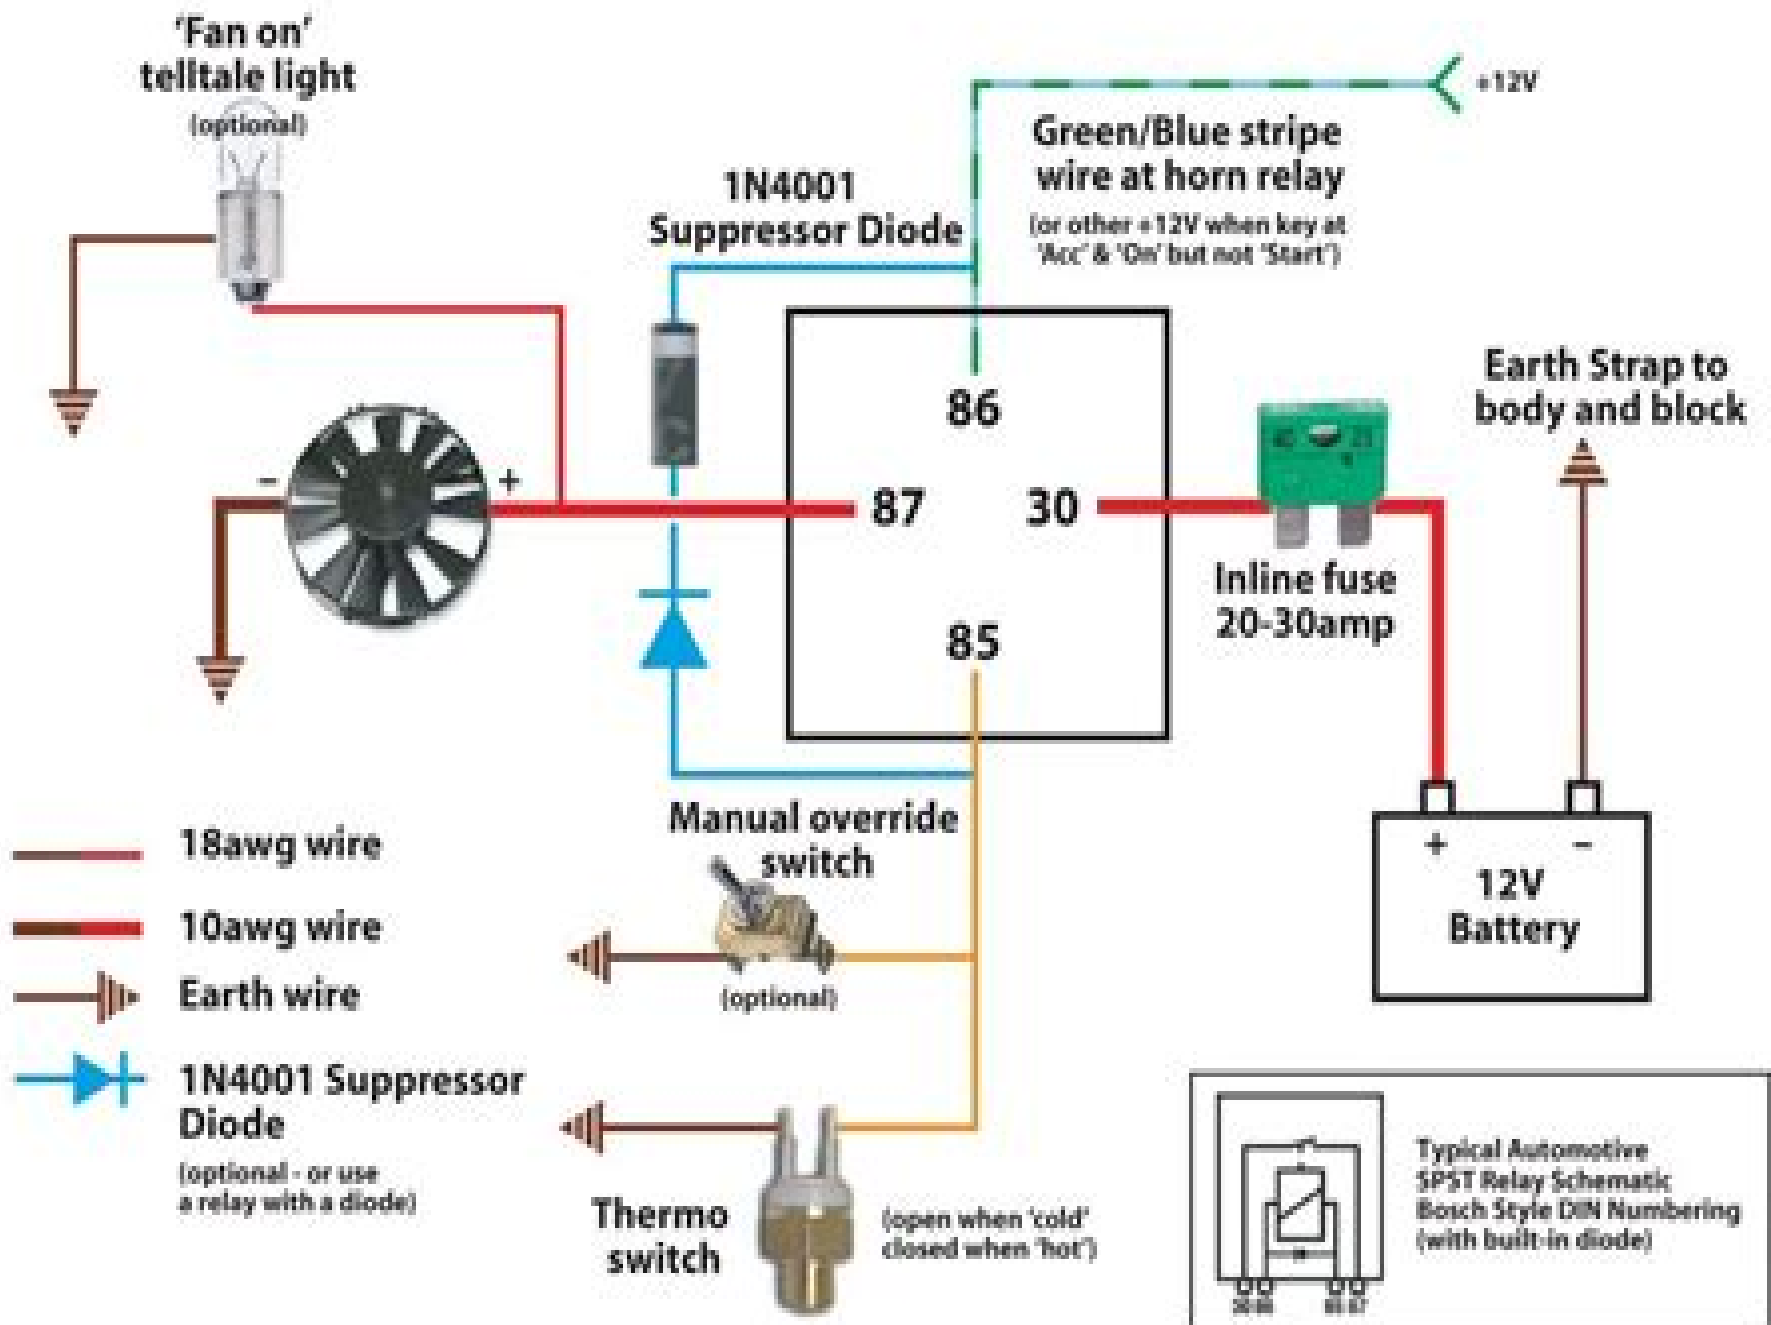 ‘Fan on’
telltale light
(optional)
+12V
Green/Blue stripe
wire at horn relay
(or other +12V when key at
‘Acc’ & ‘On’ but not ‘Start’)
1N4001
Suppressor Diode
86
87
30
85
-
+
Inline fuse
20-30amp
Earth Strap to
body and block
+
-
12V
Battery
Manual override
switch
(optional)
18awg wire
10awg wire
Earth wire
1N4001 Suppressor
Diode
(optional - or use
a relay with a diode)
Thermo
switch
(open when ‘cold’
closed when ‘hot’)
Typical Automotive
SPST Relay Schematic
Bosch Style DIN Numbering
(with built-in diode)
30 86
85 87